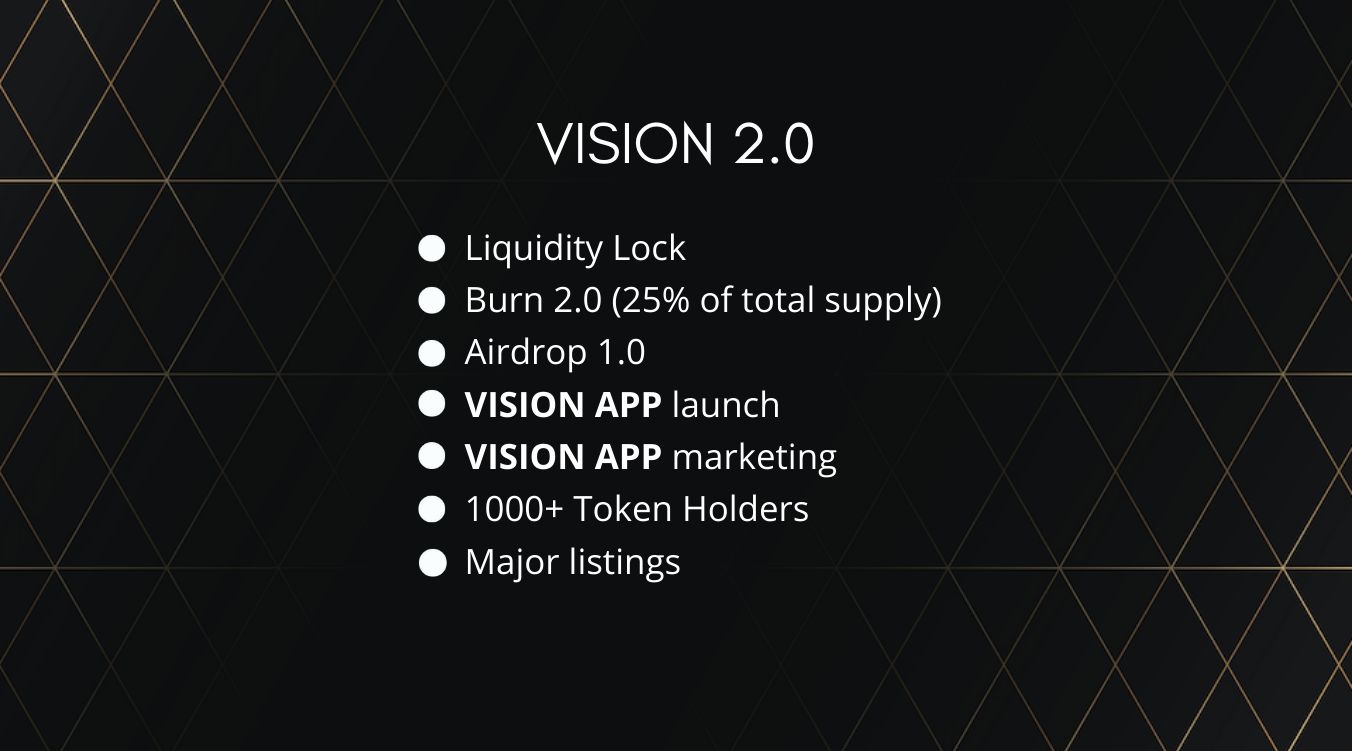 VISION 2.0
Liquidity Lock
Burn 2.0 (25% of total supply)
Airdrop 1.0
VISION APP launch
VISION APP marketing
1000+ Token Holders
Major listings